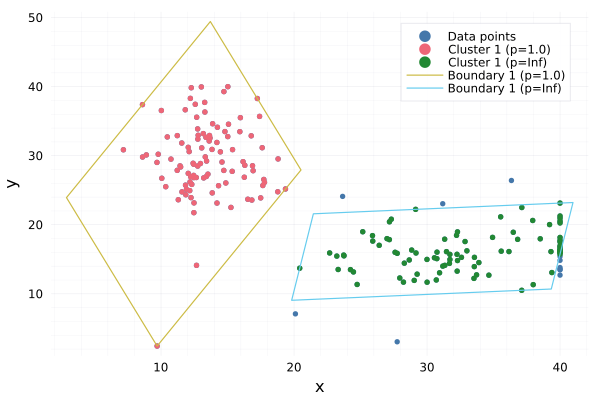 50
40
30
20
10
y
10
20
30
40
x
Data points
Cluster 1 (p=1.0)
Cluster 1 (p=Inf)
Boundary 1 (p=1.0)
Boundary 1 (p=Inf)